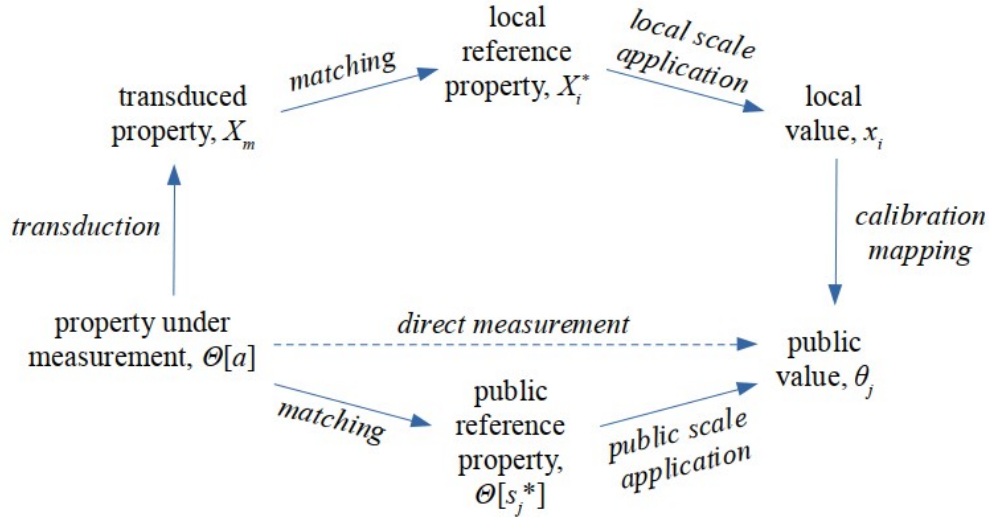 local
reference
property, X_i^*
matching
local scale
application
transduced
property, X_m
local
value, x_i
transduction
calibration
mapping
property under
measurement, Θ[a]
direct measurement
public
value, θ_j
matching
public
reference
property,
Θ[s_j*]
public scale
application